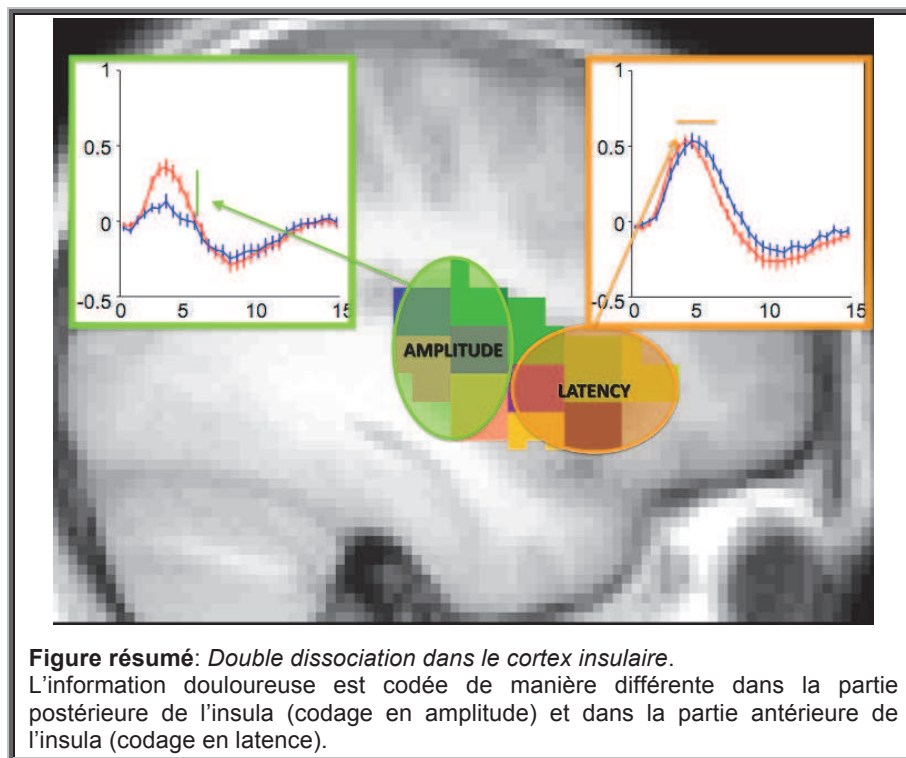 1
0.5
0
-0.5
0 5 10 15
1
0.5
0
-0.5
0 5 10 15
AMPLITUDE
LATENCY
Figure résumé: Double dissociation dans le cortex insulaire.
L’information douloureuse est codée de manière différente dans la partie
postérieure de l’insula (codage en amplitude) et dans la partie antérieure de
l’insula (codage en latence).